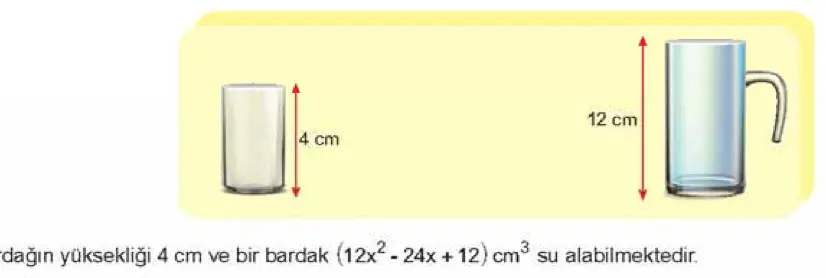 12 cm
4 cm
rdağın yüksekliği 4 cm ve bir bardak (12x² - 24x + 12) cm³ su alabilmektedir.